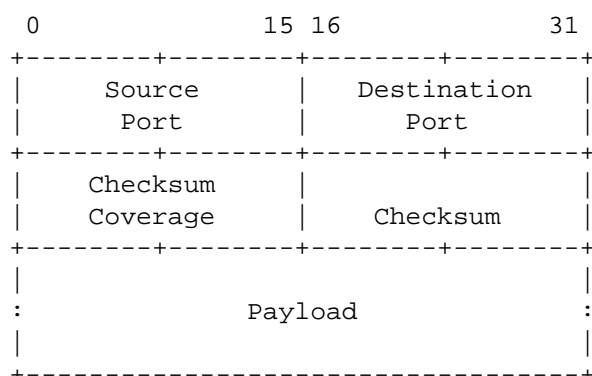 0 15 16 31
+--------+--------+--------+--------+
| Source | Destination |
| Port | Port |
+--------+--------+--------+--------+
| Checksum | |
| Coverage | Checksum |
+--------+--------+--------+--------+
| |
: Payload :
| |
+-----------------------------------+